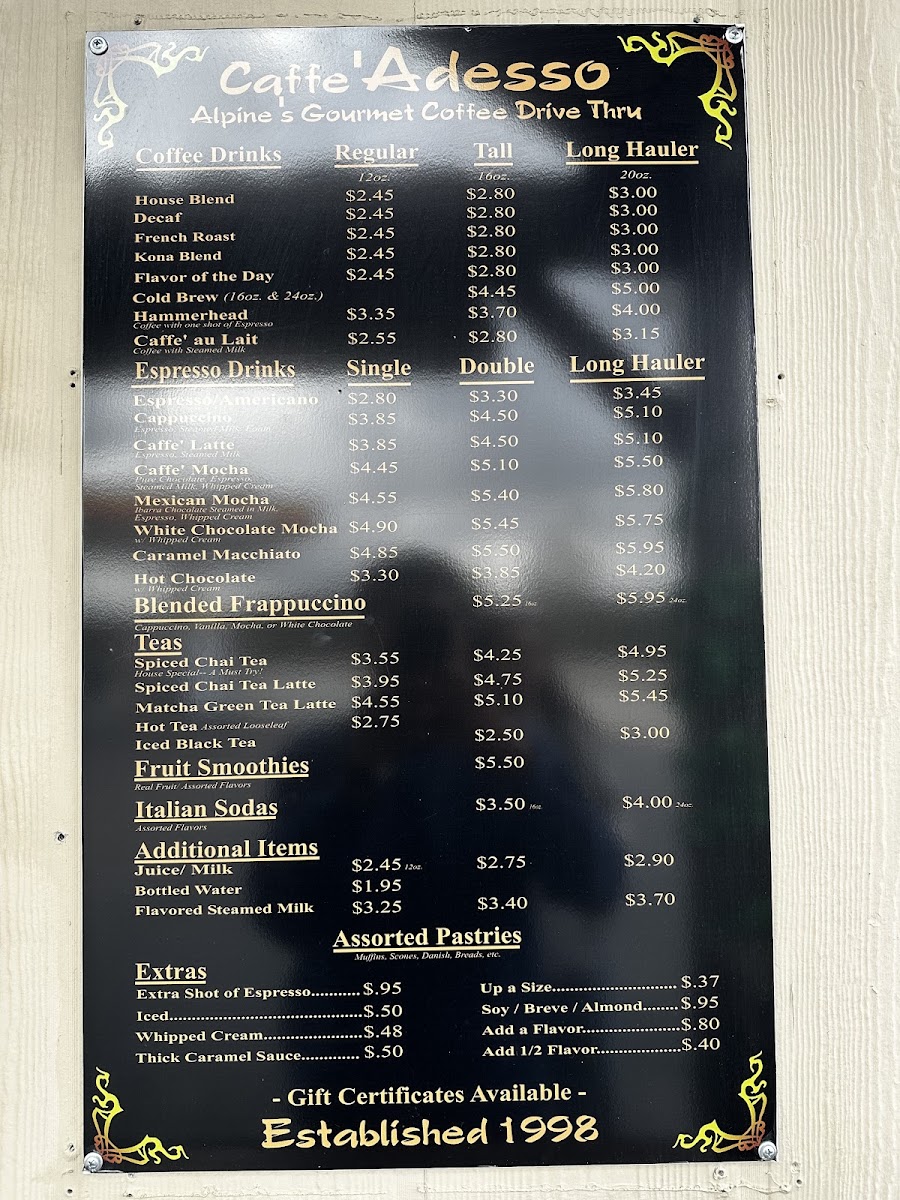 Caffe'Adesso
Alpine's Gourmet Coffee Drive Thru
Coffee Drinks Regular Tall Long Hauler
12oz. 16oz. 20oz.
House Blend $2.45 $2.80 $3.00
Decaf $2.45 $2.80 $3.00
French Roast $2.45 $2.80 $3.00
Kona Blend $2.45 $2.80 $3.00
Flavor of the Day $2.45 $2.80 $3.00
Cold Brew (16oz. & 24oz.) $4.45 $5.00
Hammerhead $3.35 $3.70 $4.00
Coffee with one shot of Espresso
Caffe' au Lait $2.55 $2.80 $3.15
Coffee with Steamed Milk
Espresso Drinks Single Double Long Hauler
Espresso/Americano $2.80 $3.30 $3.45
Cappuccino $3.85 $4.50 $5.10
Espresso, Steamed Milk, Foam
Caffe' Latte $3.85 $4.50 $5.10
Espresso, Steamed Milk
Caffe' Mocha $4.45 $5.10 $5.50
Pure Chocolate, Espresso,
Steamed Milk, Whipped Cream
Mexican Mocha $4.55 $5.40 $5.80
Ibarra Chocolate Steamed in Milk,
Espresso, Whipped Cream
White Chocolate Mocha $4.90 $5.45 $5.75
w/ Whipped Cream
Caramel Macchiato $4.85 $5.50 $5.95
Hot Chocolate $3.30 $3.85 $4.20
w/ Whipped Cream
Blended Frappuccino $5.25 16oz $5.95 24oz.
Cappuccino, Vanilla, Mocha, or White Chocolate
Teas
Spiced Chai Tea $3.55 $4.25 $4.95
House Special-- A Must Try!
Spiced Chai Tea Latte $3.95 $4.75 $5.25
Matcha Green Tea Latte $4.55 $5.10 $5.45
Hot Tea Assorted Looseleaf $2.75
Iced Black Tea $2.50 $3.00
Fruit Smoothies $5.50
Real Fruit/ Assorted Flavors
Italian Sodas $3.50 16oz. $4.00 24oz.
Assorted Flavors
Additional Items
Juice/ Milk $2.45 12oz. $2.75 $2.90
Bottled Water $1.95
Flavored Steamed Milk $3.25 $3.40 $3.70
Assorted Pastries
Muffins, Scones, Danish, Breads, etc.
Extras
Extra Shot of Espresso........... $.95
Iced...........................................$.50
Whipped Cream......................$.48
Thick Caramel Sauce............. $.50
Up a Size............................ $.37
Soy / Breve / Almond.......$.95
Add a Flavor.....................$.80
Add 1/2 Flavor...................$.40
- Gift Certificates Available -
Established 1998